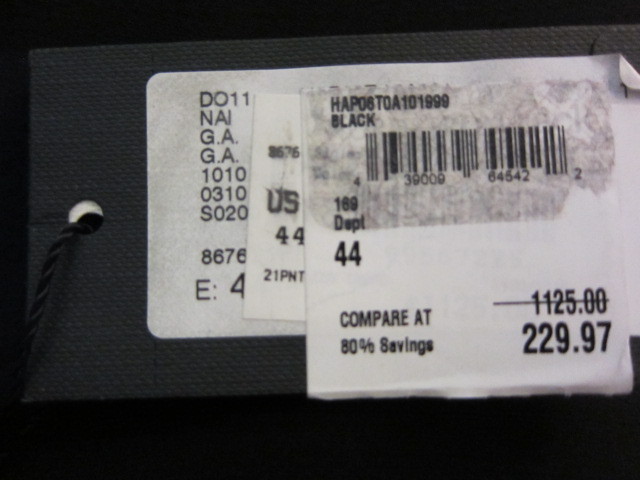 DO11
NAI
G.A.
G.A.
1010
0310
S020
8676
E: 4
8676
US
44
21PNT
HAP06T0A101999
BLACK
4 39009 64542 2
169
Dept
44
1125.00
COMPARE AT
229.97
80% Savings